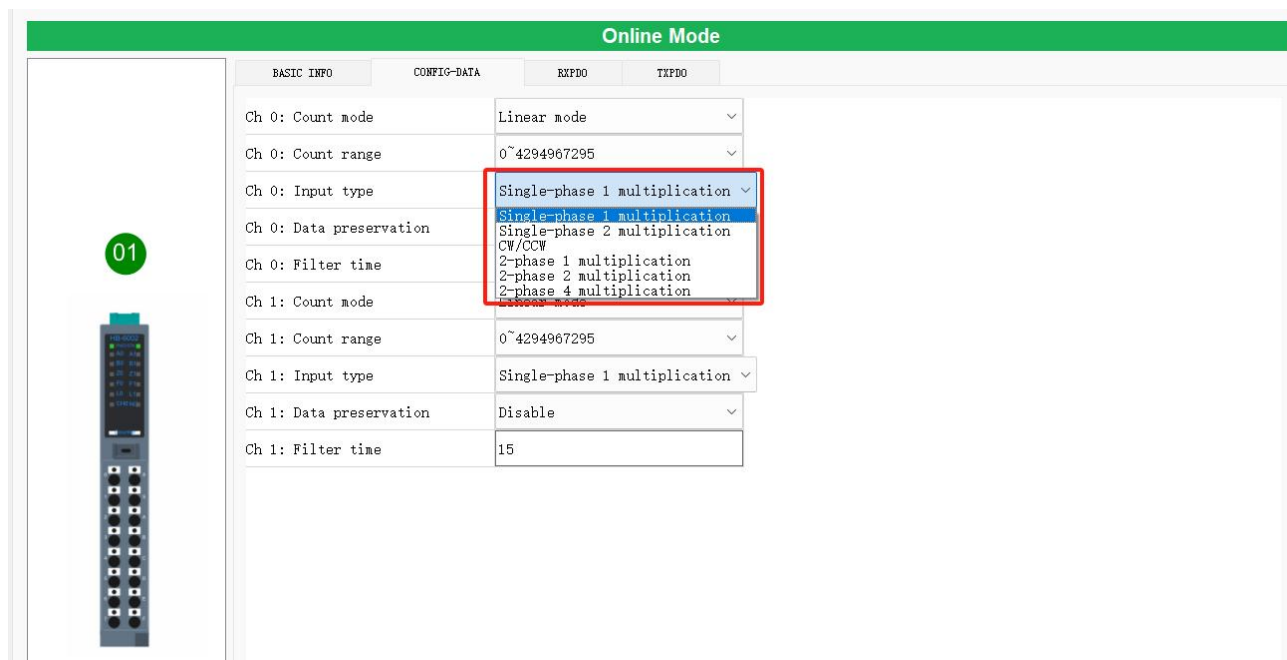 Online Mode
BASIC INFO CONFIG-DATA RXPDO TXPDO
Ch 0: Count mode Linear mode
Ch 0: Count range 0~4294967295
Ch 0: Input type Single-phase 1 multiplication
Ch 0: Data preservation
Single-phase 1 multiplication
Single-phase 2 multiplication
CW/CCW
2-phase 1 multiplication
2-phase 2 multiplication
2-phase 4 multiplication
01
Ch 0: Filter time
Ch 1: Count mode Linear mode
Ch 1: Count range 0~4294967295
Ch 1: Input type Single-phase 1 multiplication
Ch 1: Data preservation Disable
Ch 1: Filter time 15